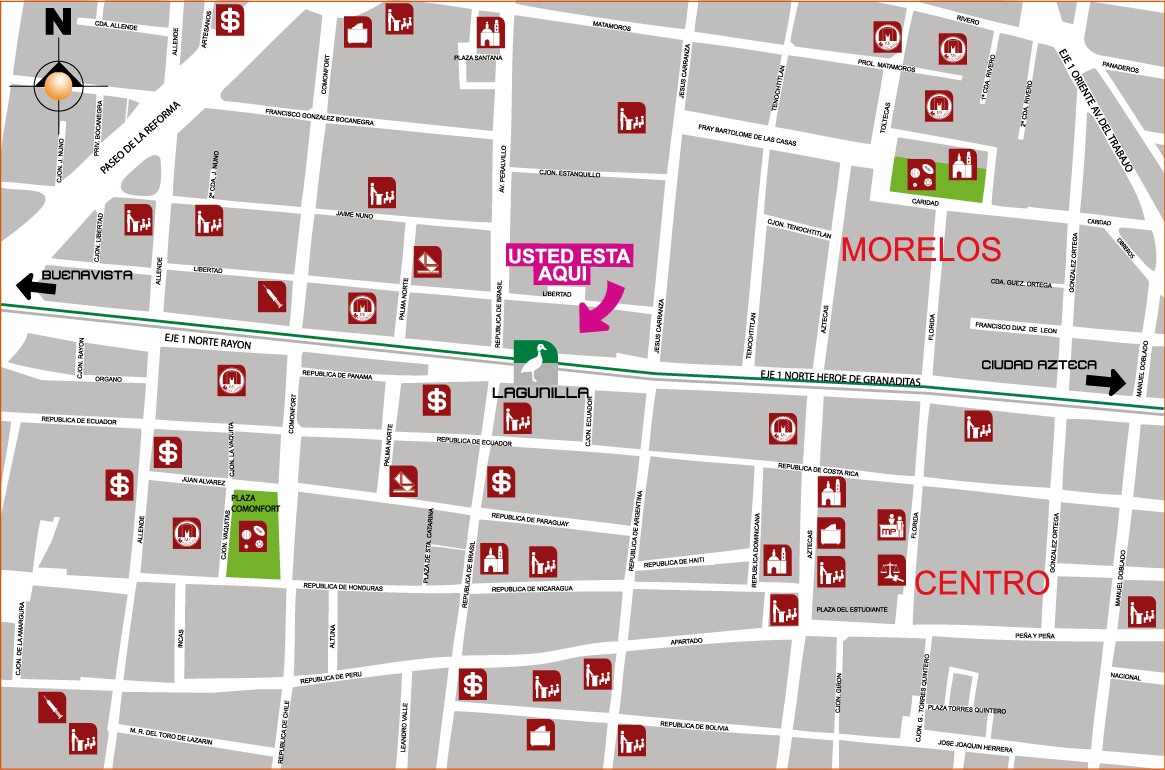 N
CDA. ALLENDE
ALLENDE
ARTESANOS
MATAMOROS
RIVERO
PANADEROS
EJE 1 ORIENTE AV. DEL TRABAJO
PLAZA SANTANA
COMONFORT
JESUS CARRANZA
TENOCHTITLAN
PROL. MATAMOROS
1ª CDA. RIVERO
2ª CDA. RIVERO
TOLTECAS
PRIV. BOCANEGRA
PASEO DE LA REFORMA
FRANCISCO GONZALEZ BOCANEGRA
FRAY BARTOLOME DE LAS CASAS
CJON. J. NUNO
2ª CDA. J. NUNO
AV. PERALVILLO
CJON. ESTANQUILLO
CARIDAD
CARIDAD
JAIME NUNO
CJON. LIBERTAD
CJON. TENOCHTITLAN
OBREROS
MORELOS
USTED ESTA
AQUI
BUENAVISTA
LIBERTAD
ALLENDE
PALMA NORTE
REPUBLICA DE BRASIL
LIBERTAD
JESUS CARRANZA
TENOCHTITLAN
AZTECAS
FLORIDA
CDA. GUEZ. ORTEGA
GONZALEZ ORTEGA
FRANCISCO DIAZ DE LEON
MANUEL DOBLADO
EJE 1 NORTE RAYON
CJON. RAYON
ORGANO
REPUBLICA DE PANAMA
LAGUNILLA
EJE 1 NORTE HEROE DE GRANADITAS
CIUDAD AZTECA
REPUBLICA DE ECUADOR
COMONFORT
CJON. LA VAQUITA
PALMA NORTE
REPUBLICA DE ECUADOR
CJON. ECUADOR
REPUBLICA DE COSTA RICA
JUAN ALVAREZ
PLAZA
COMONFORT
ALLENDE
CJON. VAQUITAS
PLAZA DE STA. CATARINA
REPUBLICA DE PARAGUAY
REPUBLICA DE BRASIL
REPUBLICA DE ARGENTINA
REPUBLICA DE HAITI
REPUBLICA DOMINICANA
AZTECAS
MP
FLORIDA
GONZALEZ ORTEGA
MANUEL DOBLADO
CENTRO
REPUBLICA DE HONDURAS
REPUBLICA DE NICARAGUA
PLAZA DEL ESTUDIANTE
CJON. DE LA AMARGURA
INCAS
ALTUNA
APARTADO
PEÑA Y PEÑA
REPUBLICA DE PERU
CJON. GIRON
CJON. G. TORRES QUINTERO
PLAZA TORRES QUINTERO
NACIONAL
M. R. DEL TORO DE LAZARIN
REPUBLICA DE CHILE
LEANDRO VALLE
REPUBLICA DE BOLIVIA
JOSE JOAQUIN HERRERA